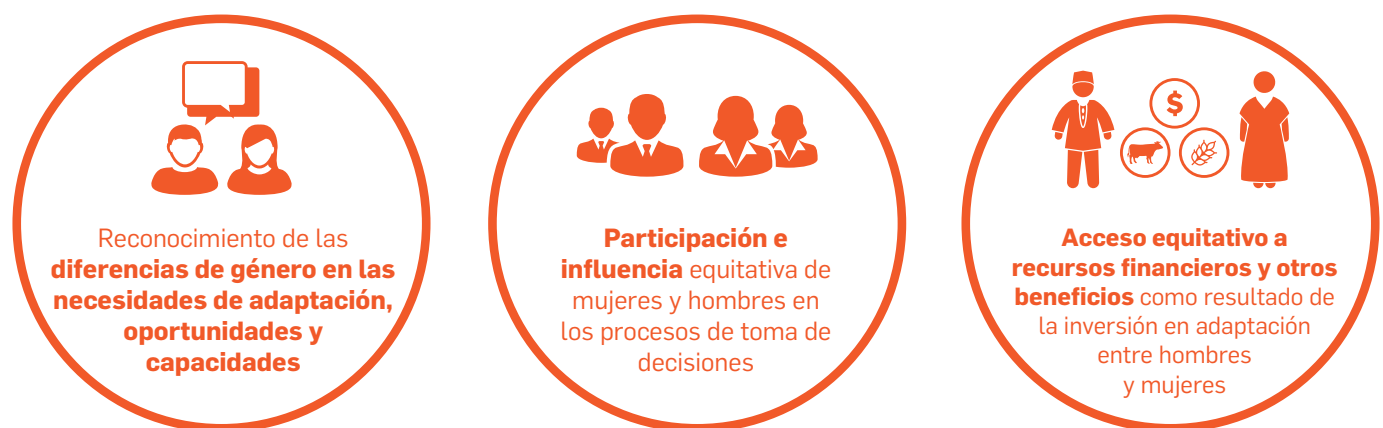 $
Reconocimiento de las
diferencias de género en las
necesidades de adaptación,
oportunidades y
capacidades
Participación e
influencia equitativa de
mujeres y hombres en
los procesos de toma de
decisiones
Acceso equitativo a
recursos financieros y otros
beneficios como resultado de
la inversión en adaptación
entre hombres
y mujeres